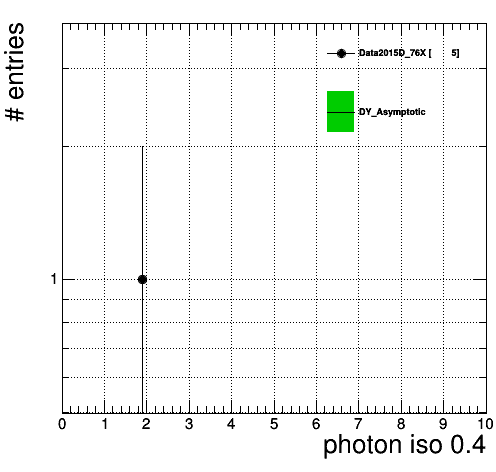 # entries
Data2015D_76X [ 5]
DY_Asymptotic
1
0 1 2 3 4 5 6 7 8 9 10
photon iso 0.4